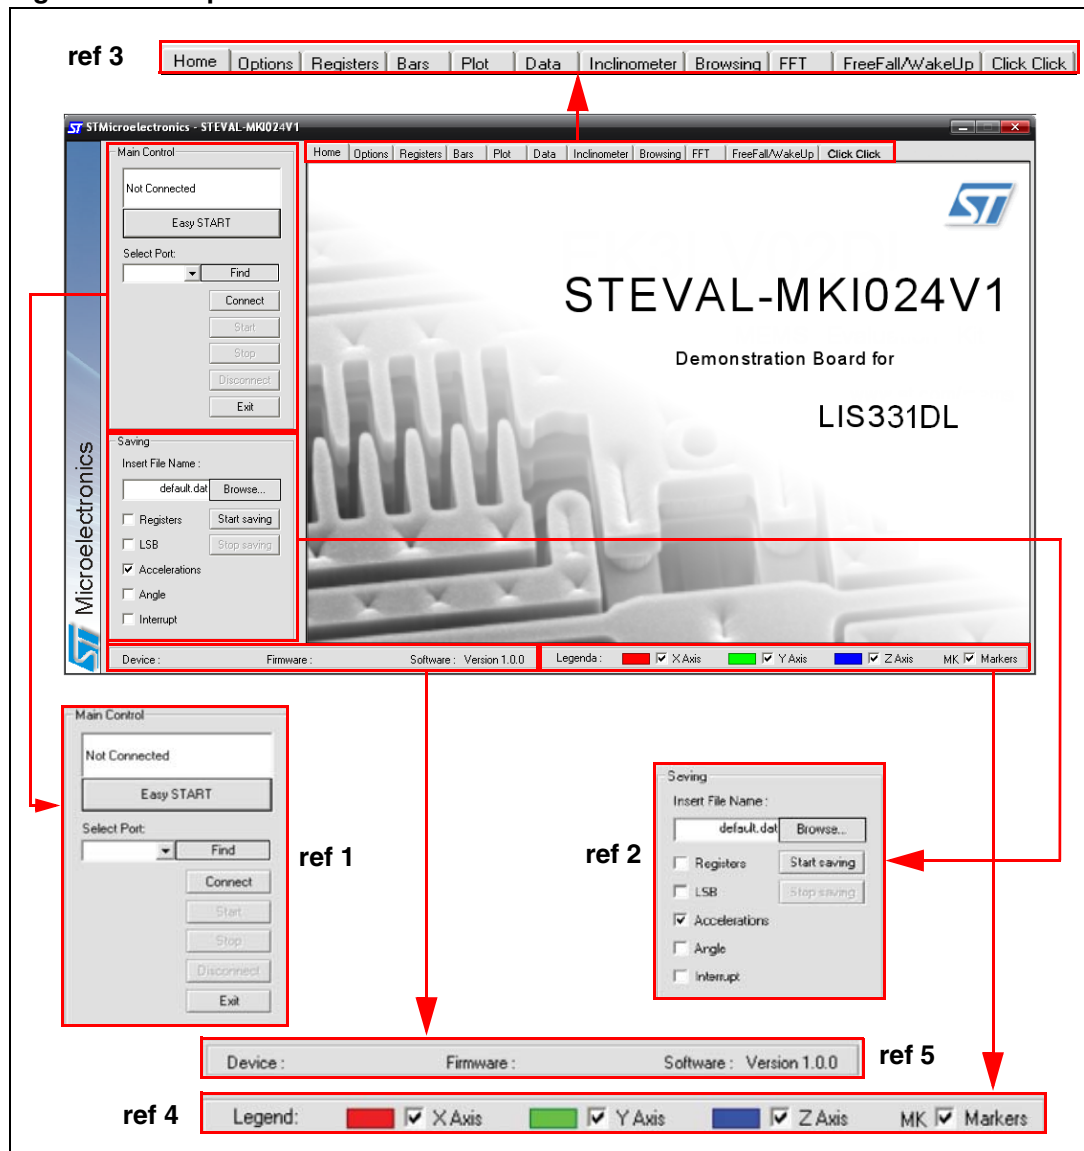 ref 3
Home Options Registers Bars Plot Data Inclinometer Browsing FFT FreeFall/WakeUp Click Click
STMicroelectronics - STEVAL-MKI024V1
Main Control
Not Connected
Easy START
Select Port:
Find
Connect
Start
Stop
Disconnect
Exit
Saving
Insert File Name :
default.dat Browse...
Registers Start saving
LSB Stop saving
Accelerations
Angle
Interrupt
Home Options Registers Bars Plot Data Inclinometer Browsing FFT FreeFall/WakeUp Click Click
ST
STEVAL-MKI024V1
Demonstration Board for
LIS331DL
Microelectronics
Device : Firmware : Software : Version 1.0.0
Legenda : X Axis Y Axis Z Axis MK Markers
Main Control
Not Connected
Easy START
Select Port:
Find
Connect
Start
Stop
Disconnect
Exit
ref 1
ref 2
Saving
Insert File Name :
default.dat Browse...
Registers Start saving
LSB Stop saving
Accelerations
Angle
Interrupt
Device : Firmware : Software : Version 1.0.0
ref 5
ref 4
Legend: X Axis Y Axis Z Axis MK Markers